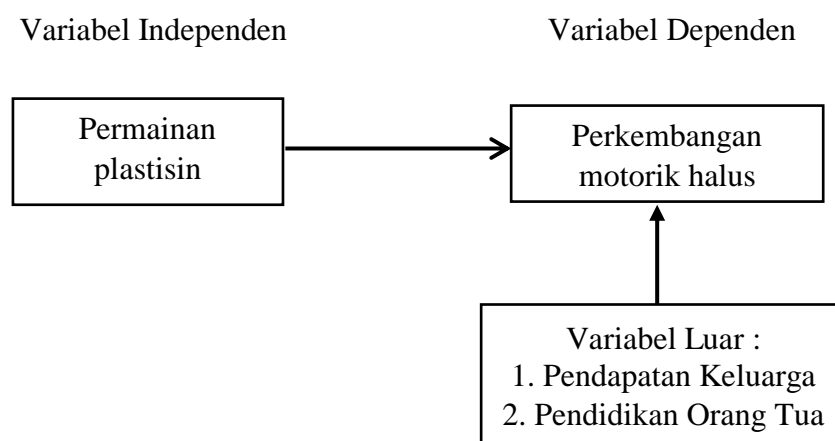 Variabel Independen
Variabel Dependen
Permainan
plastisin
Perkembangan
motorik halus
Variabel Luar :
1. Pendapatan Keluarga
2. Pendidikan Orang Tua